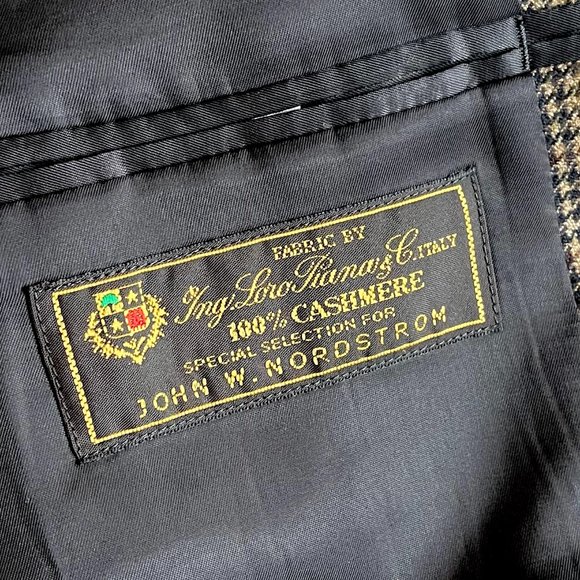 FABRIC BY
Ing. Loro Piana & C. ITALY
100% CASHMERE
SPECIAL SELECTION FOR
JOHN W. NORDSTROM